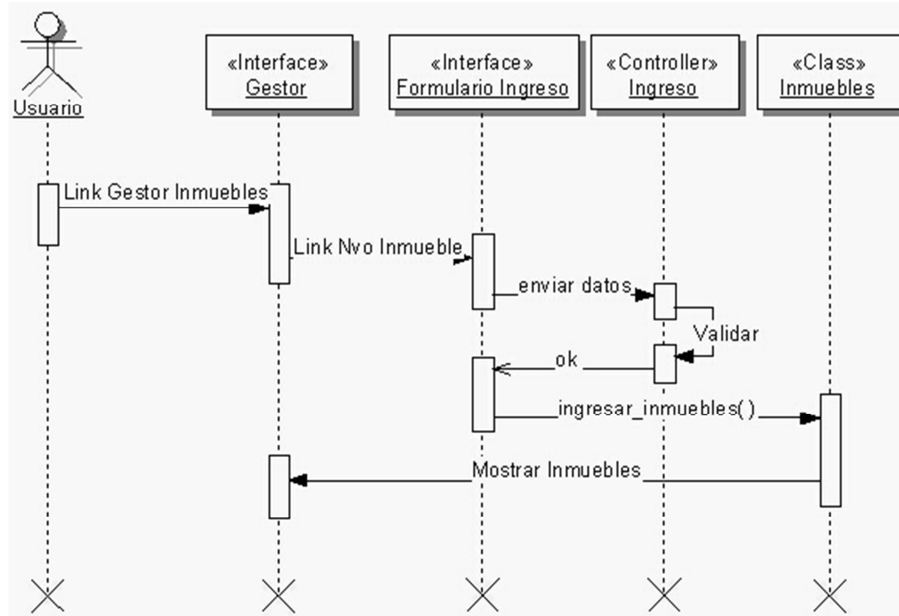 Usuario
«Interface»
Gestor
«Interface»
Formulario Ingreso
«Controller»
Ingreso
«Class»
Inmuebles
Link Gestor Inmuebles
Link Nvo Inmueble
enviar datos
Validar
ok
ingresar_inmuebles()
Mostrar Inmuebles